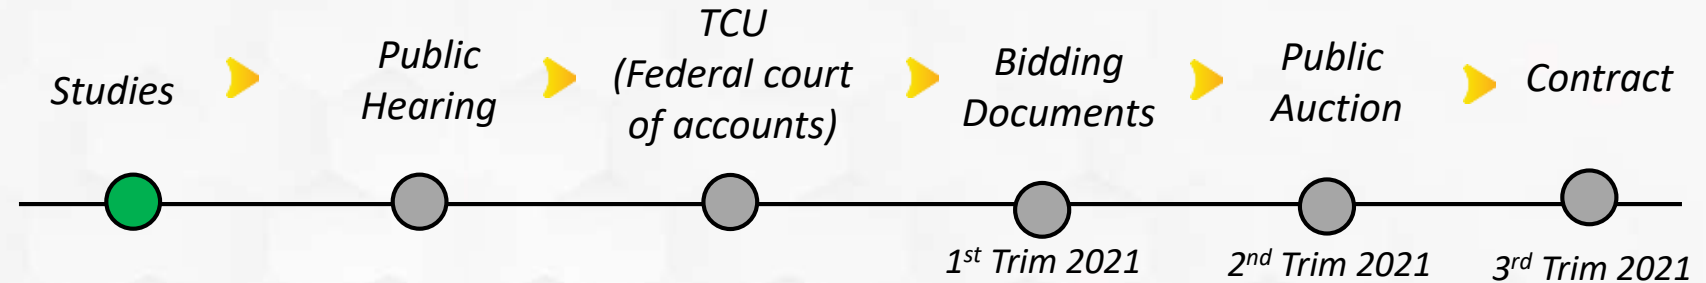 Studies
Public
Hearing
TCU
(Federal court
of accounts)
Bidding
Documents
Public
Auction
Contract
1st Trim 2021
2nd Trim 2021
3rd Trim 2021